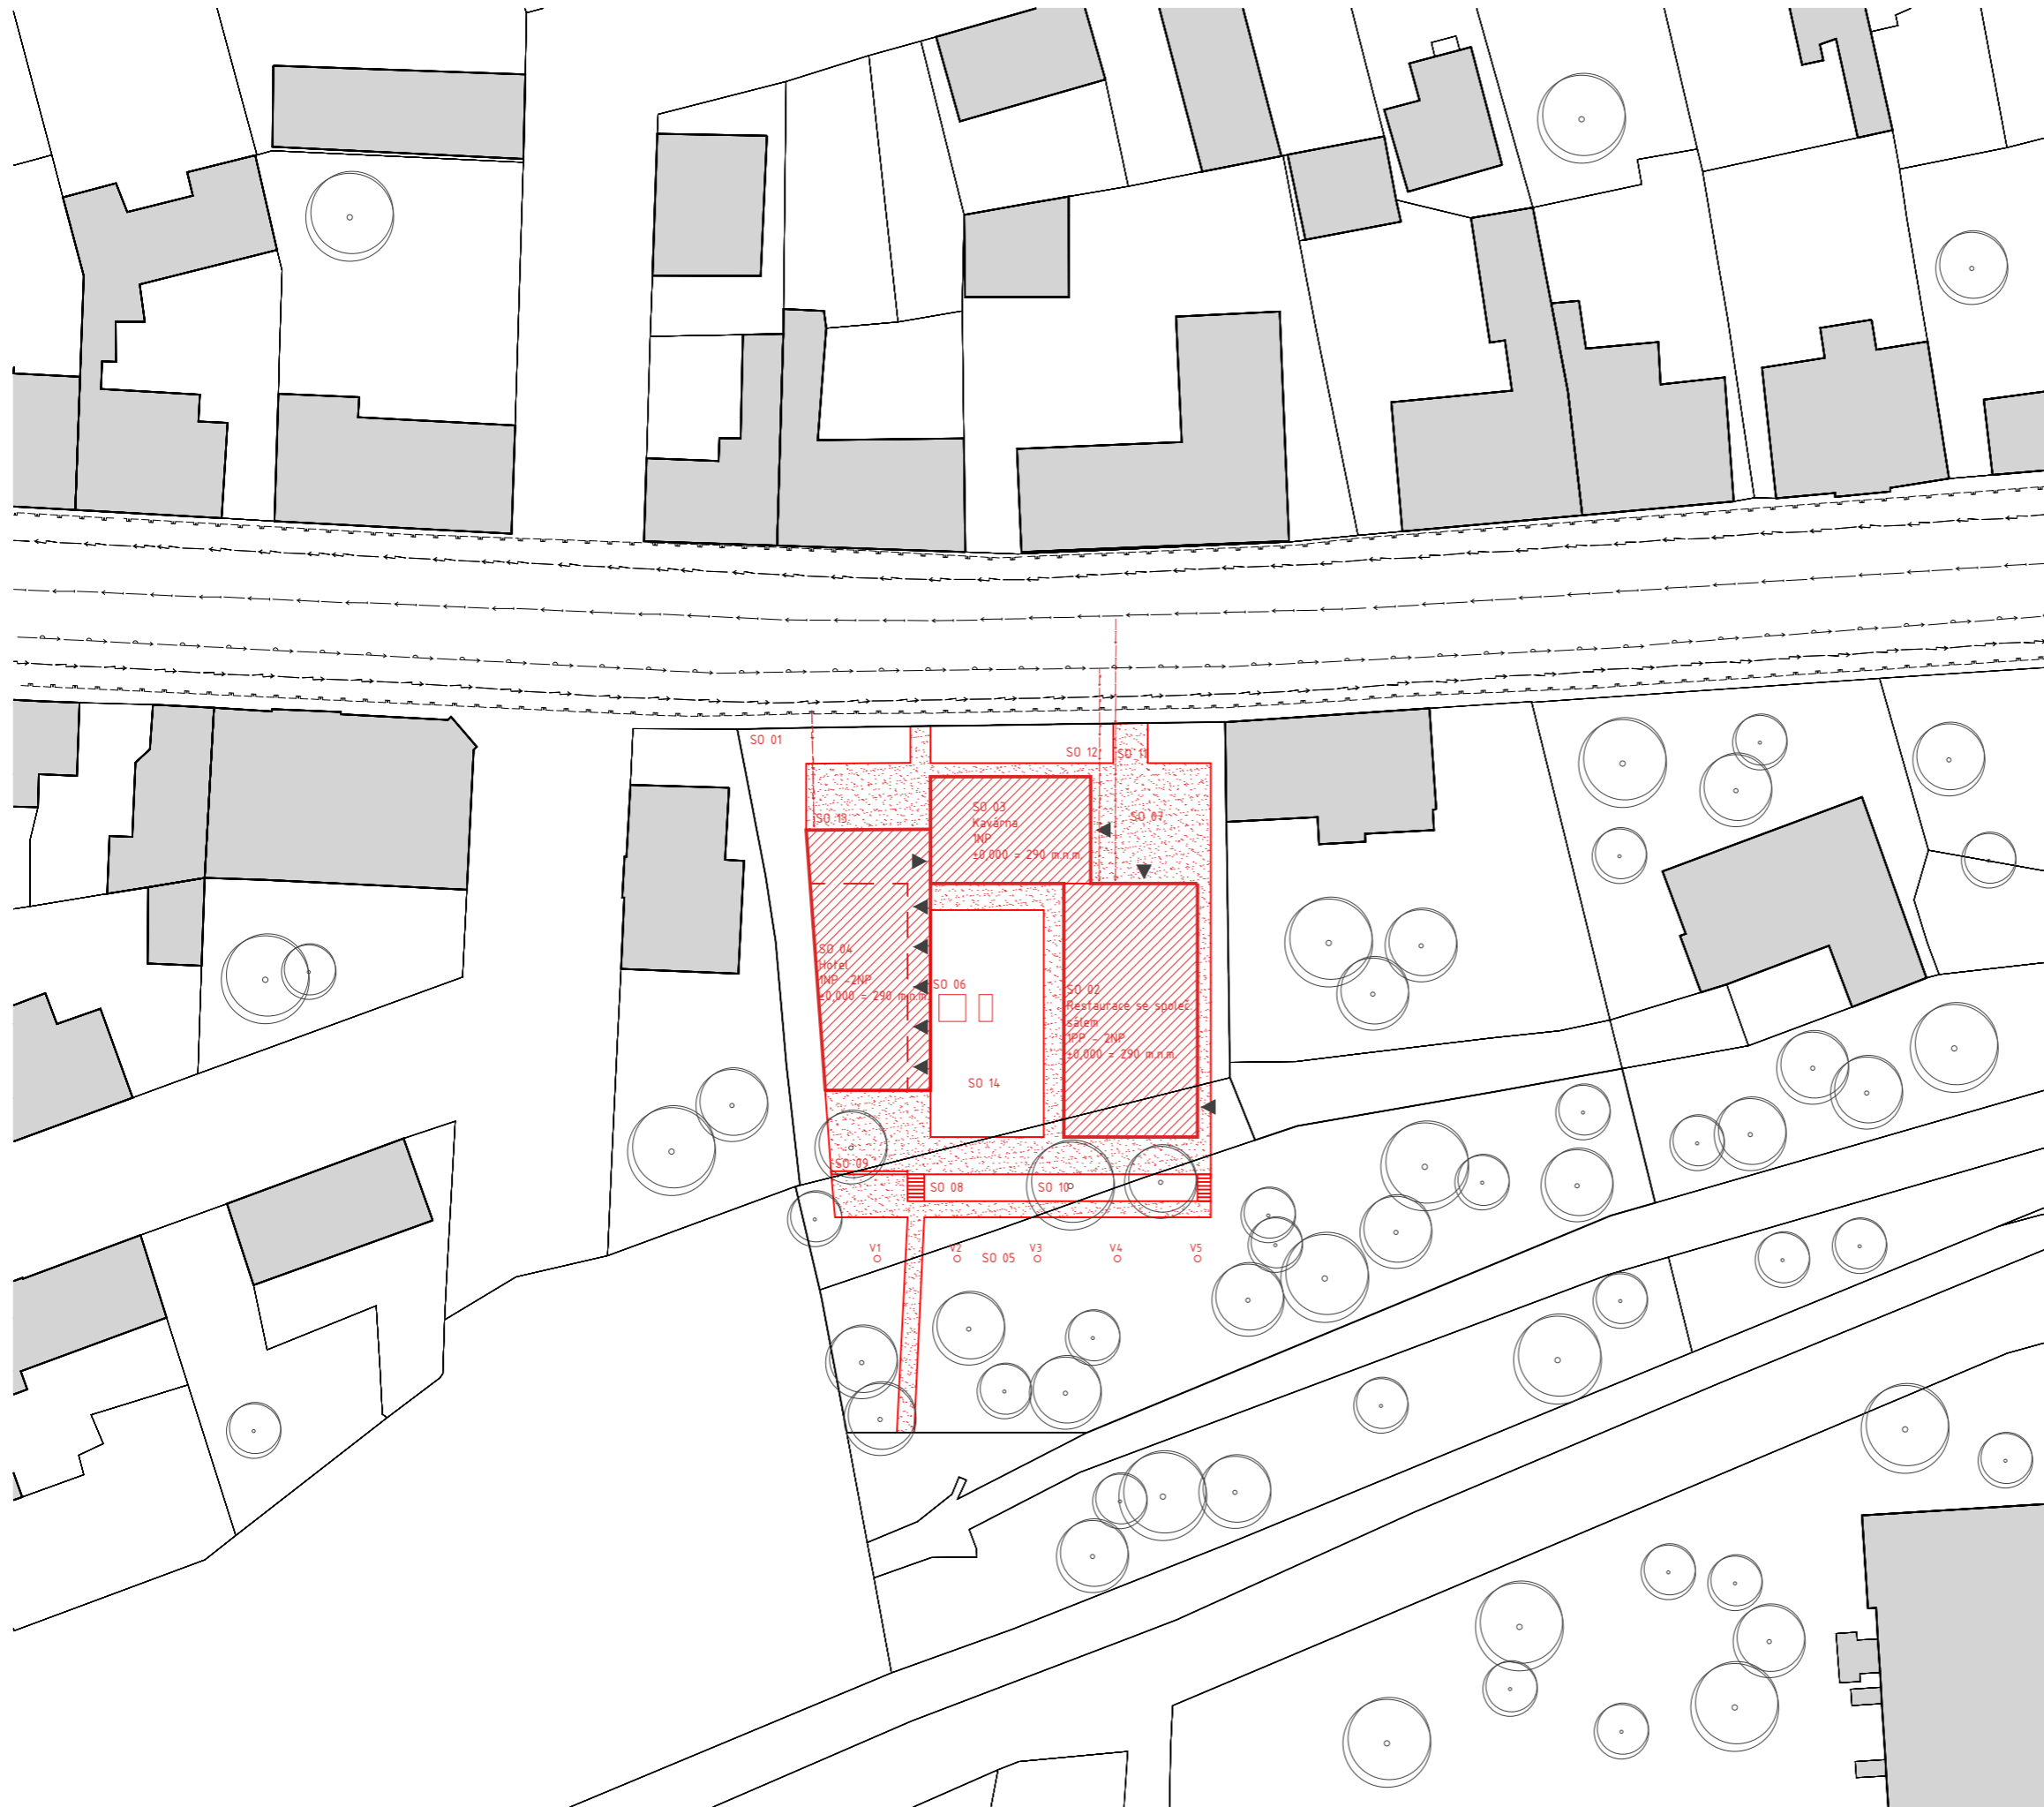 SO 01
SO 12
SO 11
SO 03
Kavárna
1NP
±0,000 = 290 m.n.m.
SO 13
SO 07
SO 04
Hotel
1NP -2NP
±0,000 = 290 m.n.m.
SO 06
SO 02
Restaurace se společ.
sálem
1PP - 2NP
±0,000 = 290 m.n.m.
SO 14
SO 09
SO 08
SO 10
V1
V2
SO 05
V3
V4
V5